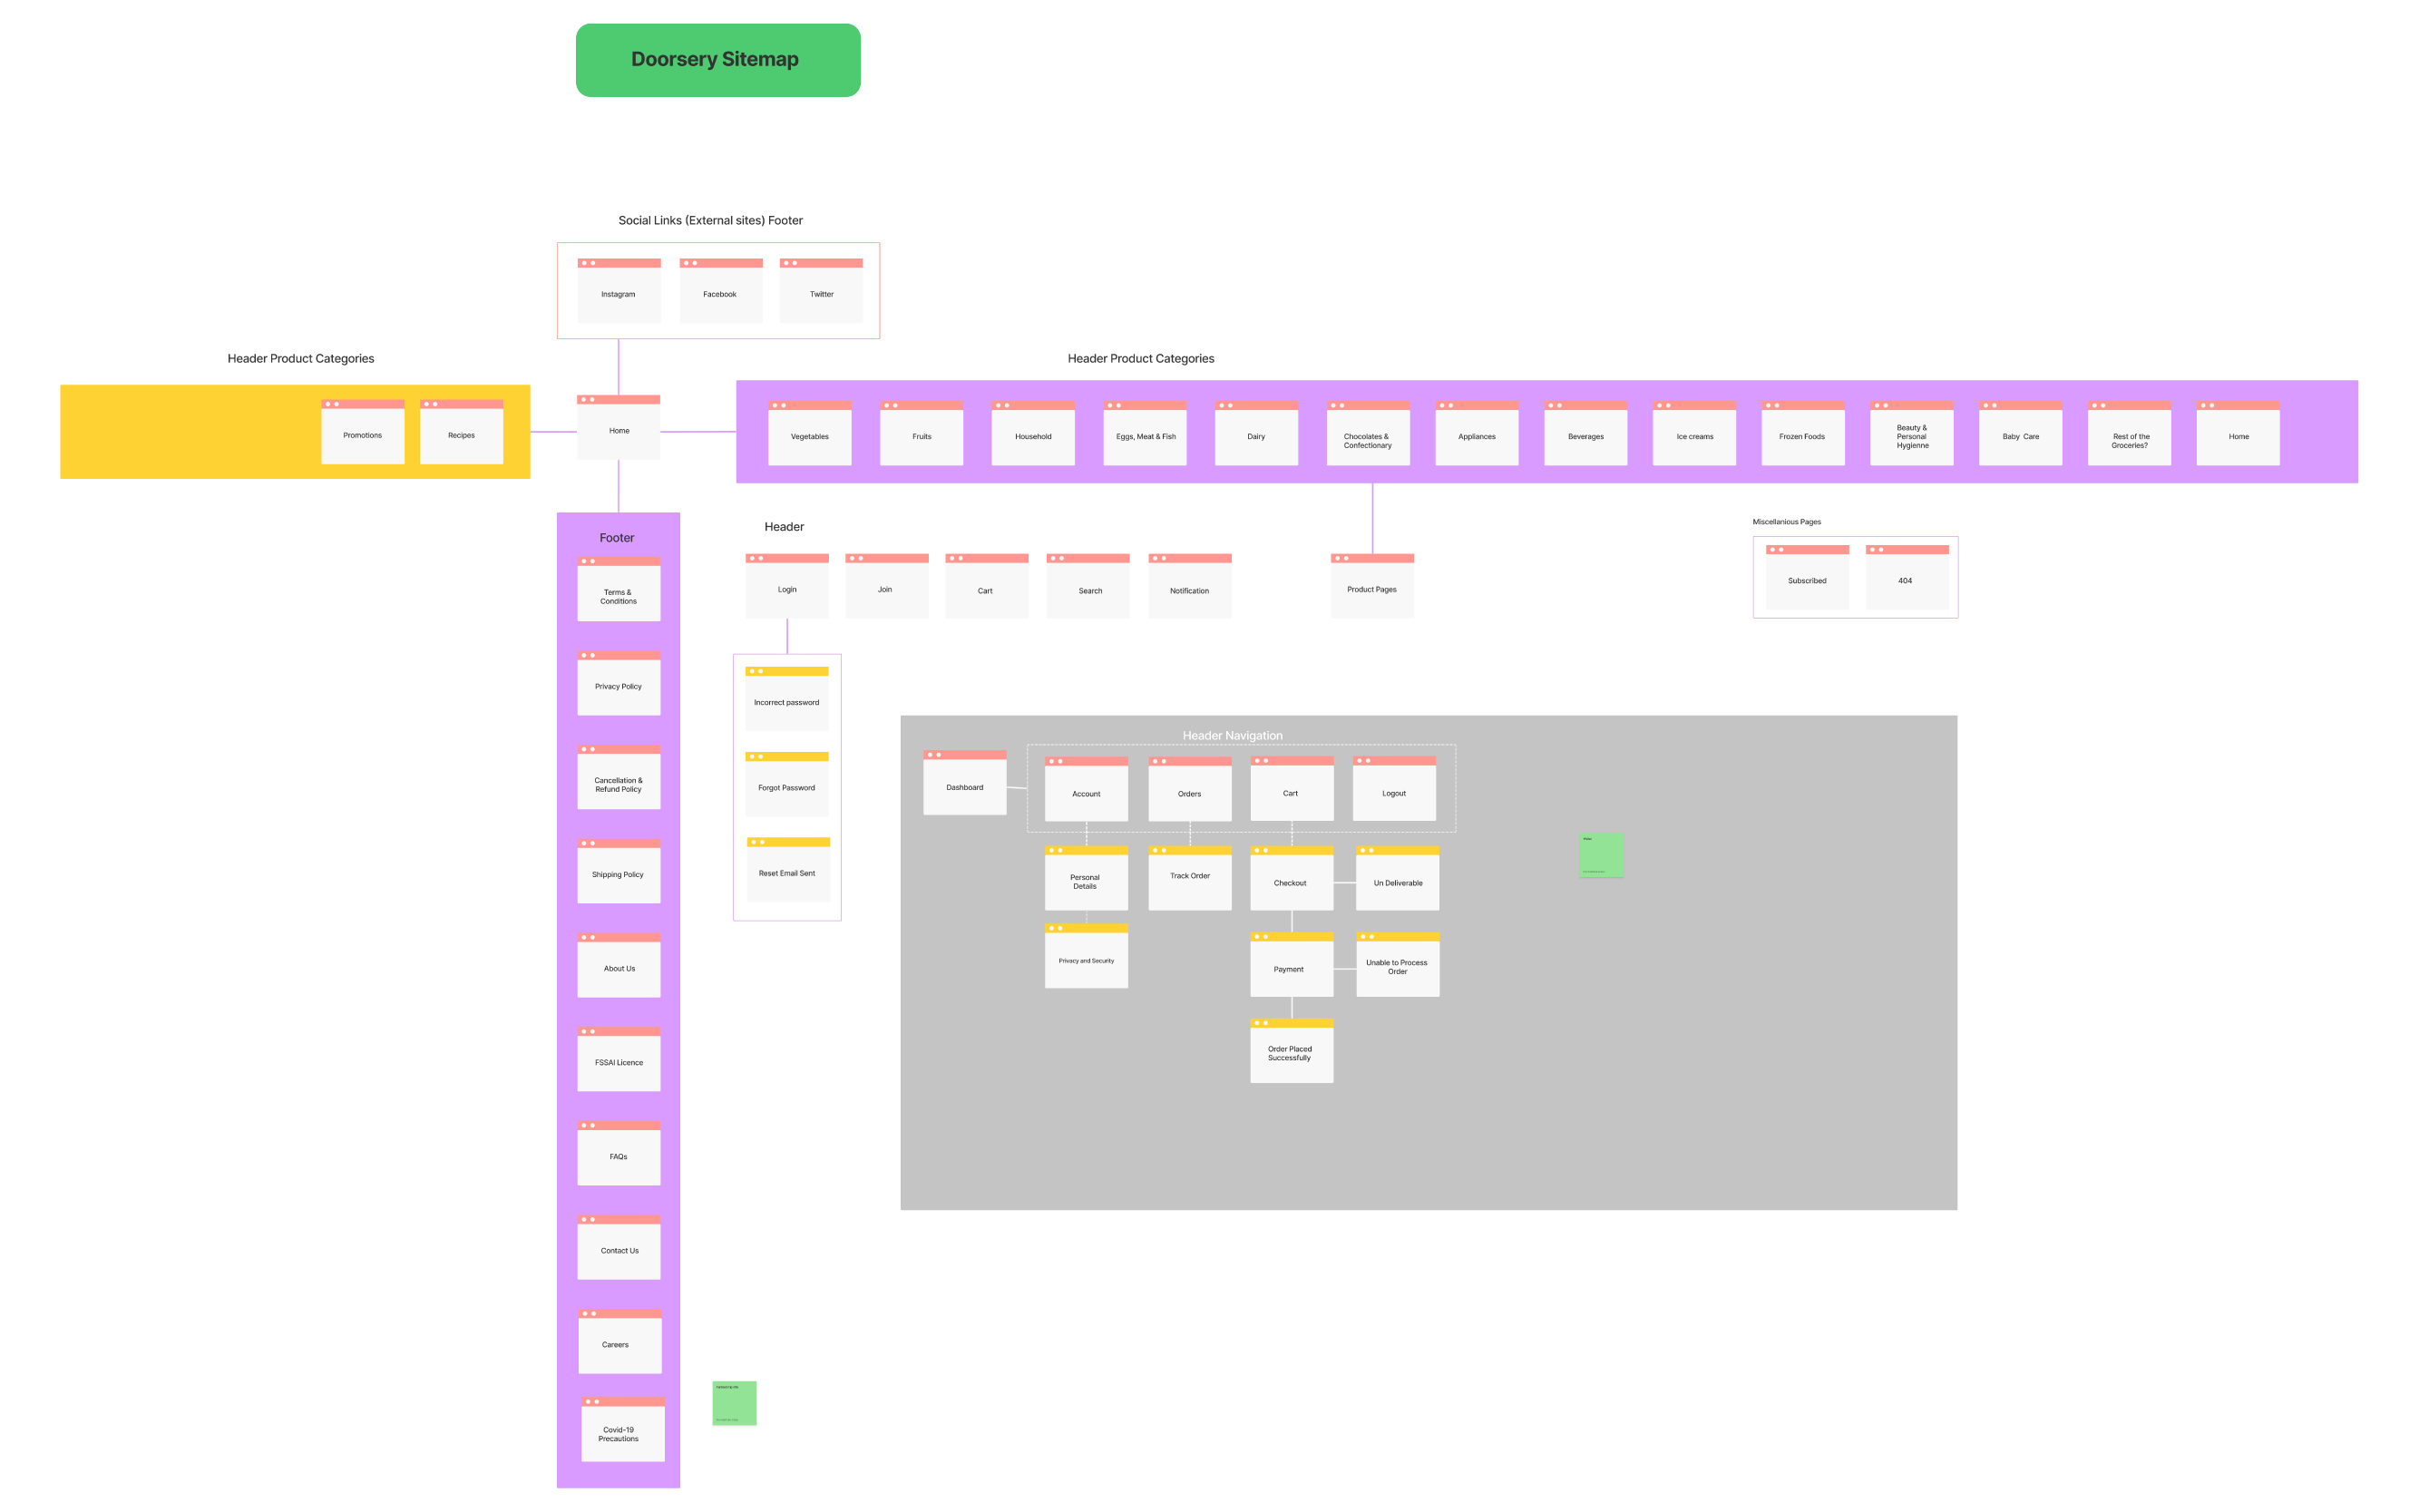 Doorsery Sitemap
Social Links (External sites) Footer
Instagram
Facebook
Twitter
Header Product Categories
Header Product Categories
Promotions
Recipes
Home
Vegetables
Fruits
Household
Eggs, Meat & Fish
Dairy
Chocolates &
Confectionary
Appliances
Beverages
Ice creams
Frozen Foods
Beauty &
Personal
Hygienne
Baby Care
Rest of the
Groceries?
Home
Footer
Terms &
Conditions
Privacy Policy
Cancellation &
Refund Policy
Shipping Policy
About Us
FSSAI Licence
FAQs
Contact Us
Careers
Covid-19
Precautions
Header
Login
Join
Cart
Search
Notification
Product Pages
Miscellanious Pages
Subscribed
404
Incorrect password
Forgot Password
Reset Email Sent
Header Navigation
Dashboard
Account
Orders
Cart
Logout
Personal
Details
Track Order
Checkout
Un Deliverable
Privacy and Security
Payment
Unable to Process
Order
Order Placed
Successfully